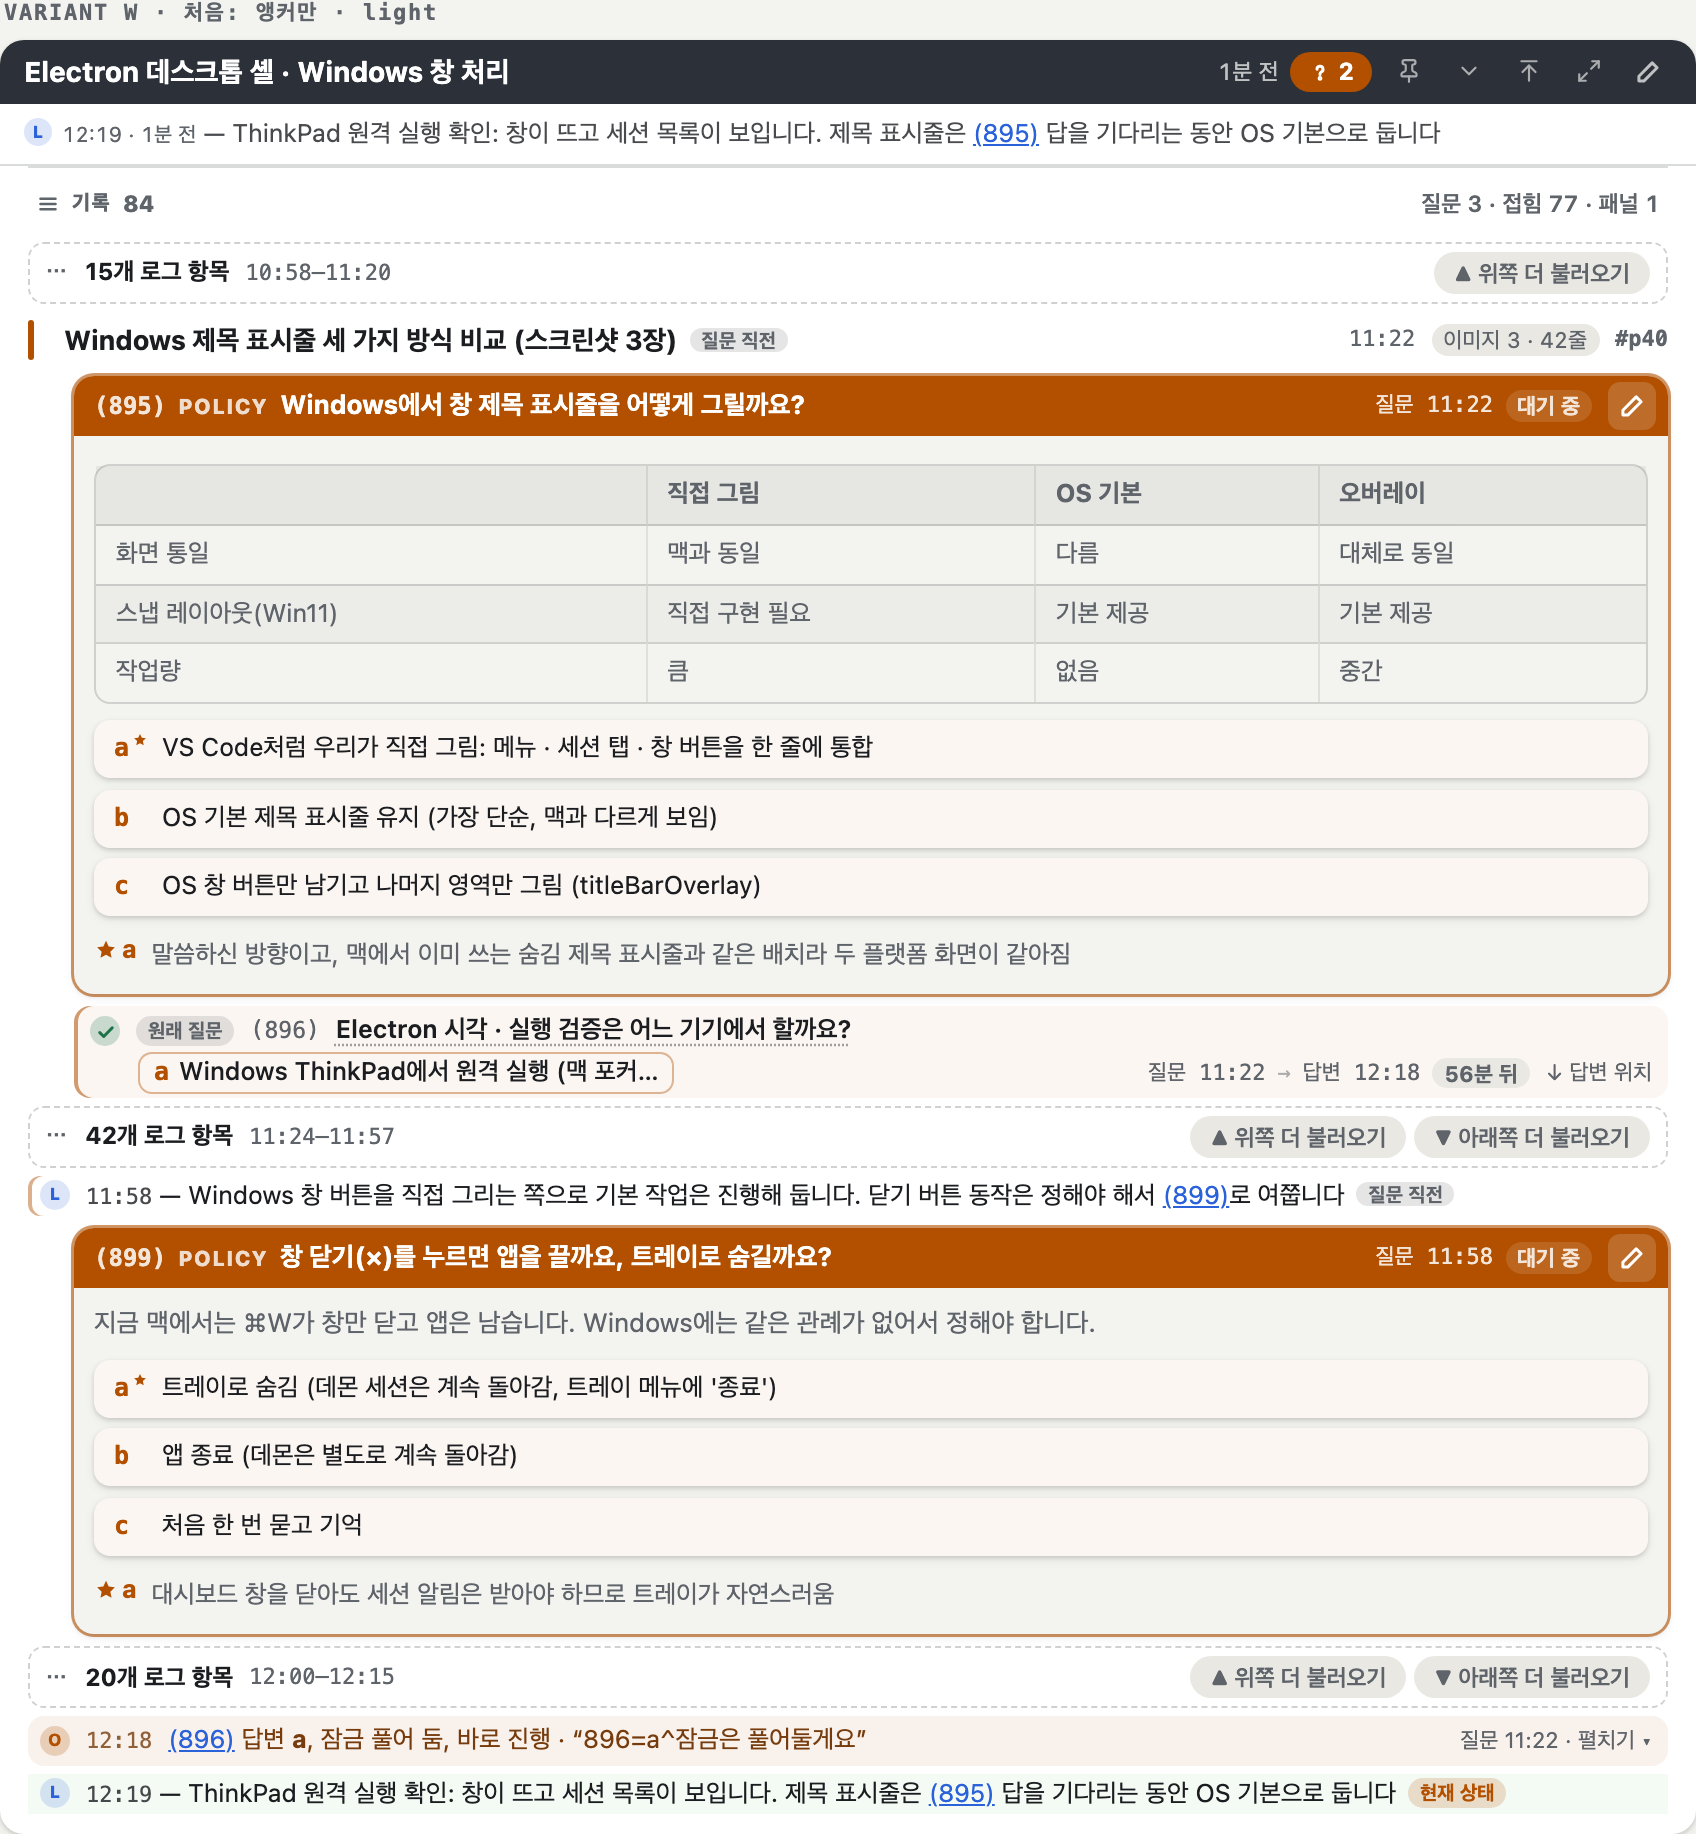 VARIANT W · 처음: 앵커만 · light
Electron 데스크톱 셸 · Windows 창 처리
1분 전 ? 2
L 12:19 · 1분 전 — ThinkPad 원격 실행 확인: 창이 뜨고 세션 목록이 보입니다. 제목 표시줄은 (895) 답을 기다리는 동안 OS 기본으로 둡니다
기록 84
질문 3 · 접힘 77 · 패널 1
··· 15개 로그 항목 10:58–11:20
▲ 위쪽 더 불러오기
Windows 제목 표시줄 세 가지 방식 비교 (스크린샷 3장) 질문 직전
11:22 이미지 3 · 42줄 #p40
(895) POLICY Windows에서 창 제목 표시줄을 어떻게 그릴까요?
질문 11:22 대기 중
직접 그림 OS 기본 오버레이
화면 통일 맥과 동일 다름 대체로 동일
스냅 레이아웃(Win11) 직접 구현 필요 기본 제공 기본 제공
작업량 큼 없음 중간
a★ VS Code처럼 우리가 직접 그림: 메뉴 · 세션 탭 · 창 버튼을 한 줄에 통합
b OS 기본 제목 표시줄 유지 (가장 단순, 맥과 다르게 보임)
c OS 창 버튼만 남기고 나머지 영역만 그림 (titleBarOverlay)
★ a 말씀하신 방향이고, 맥에서 이미 쓰는 숨김 제목 표시줄과 같은 배치라 두 플랫폼 화면이 같아짐
원래 질문 (896) Electron 시각 · 실행 검증은 어느 기기에서 할까요?
a Windows ThinkPad에서 원격 실행 (맥 포커...
질문 11:22 → 답변 12:18 56분 뒤 ↓ 답변 위치
··· 42개 로그 항목 11:24–11:57
▲ 위쪽 더 불러오기 ▼ 아래쪽 더 불러오기
L 11:58 — Windows 창 버튼을 직접 그리는 쪽으로 기본 작업은 진행해 둡니다. 닫기 버튼 동작은 정해야 해서 (899)로 여쭙니다 질문 직전
(899) POLICY 창 닫기(×)를 누르면 앱을 끌까요, 트레이로 숨길까요?
질문 11:58 대기 중
지금 맥에서는 ⌘W가 창만 닫고 앱은 남습니다. Windows에는 같은 관례가 없어서 정해야 합니다.
a★ 트레이로 숨김 (데몬 세션은 계속 돌아감, 트레이 메뉴에 '종료')
b 앱 종료 (데몬은 별도로 계속 돌아감)
c 처음 한 번 묻고 기억
★ a 대시보드 창을 닫아도 세션 알림은 받아야 하므로 트레이가 자연스러움
··· 20개 로그 항목 12:00–12:15
▲ 위쪽 더 불러오기 ▼ 아래쪽 더 불러오기
O 12:18 (896) 답변 a, 잠금 풀어 둠, 바로 진행 · “896=a^잠금은 풀어둘게요”
질문 11:22 · 펼치기 ▾
L 12:19 — ThinkPad 원격 실행 확인: 창이 뜨고 세션 목록이 보입니다. 제목 표시줄은 (895) 답을 기다리는 동안 OS 기본으로 둡니다 현재 상태